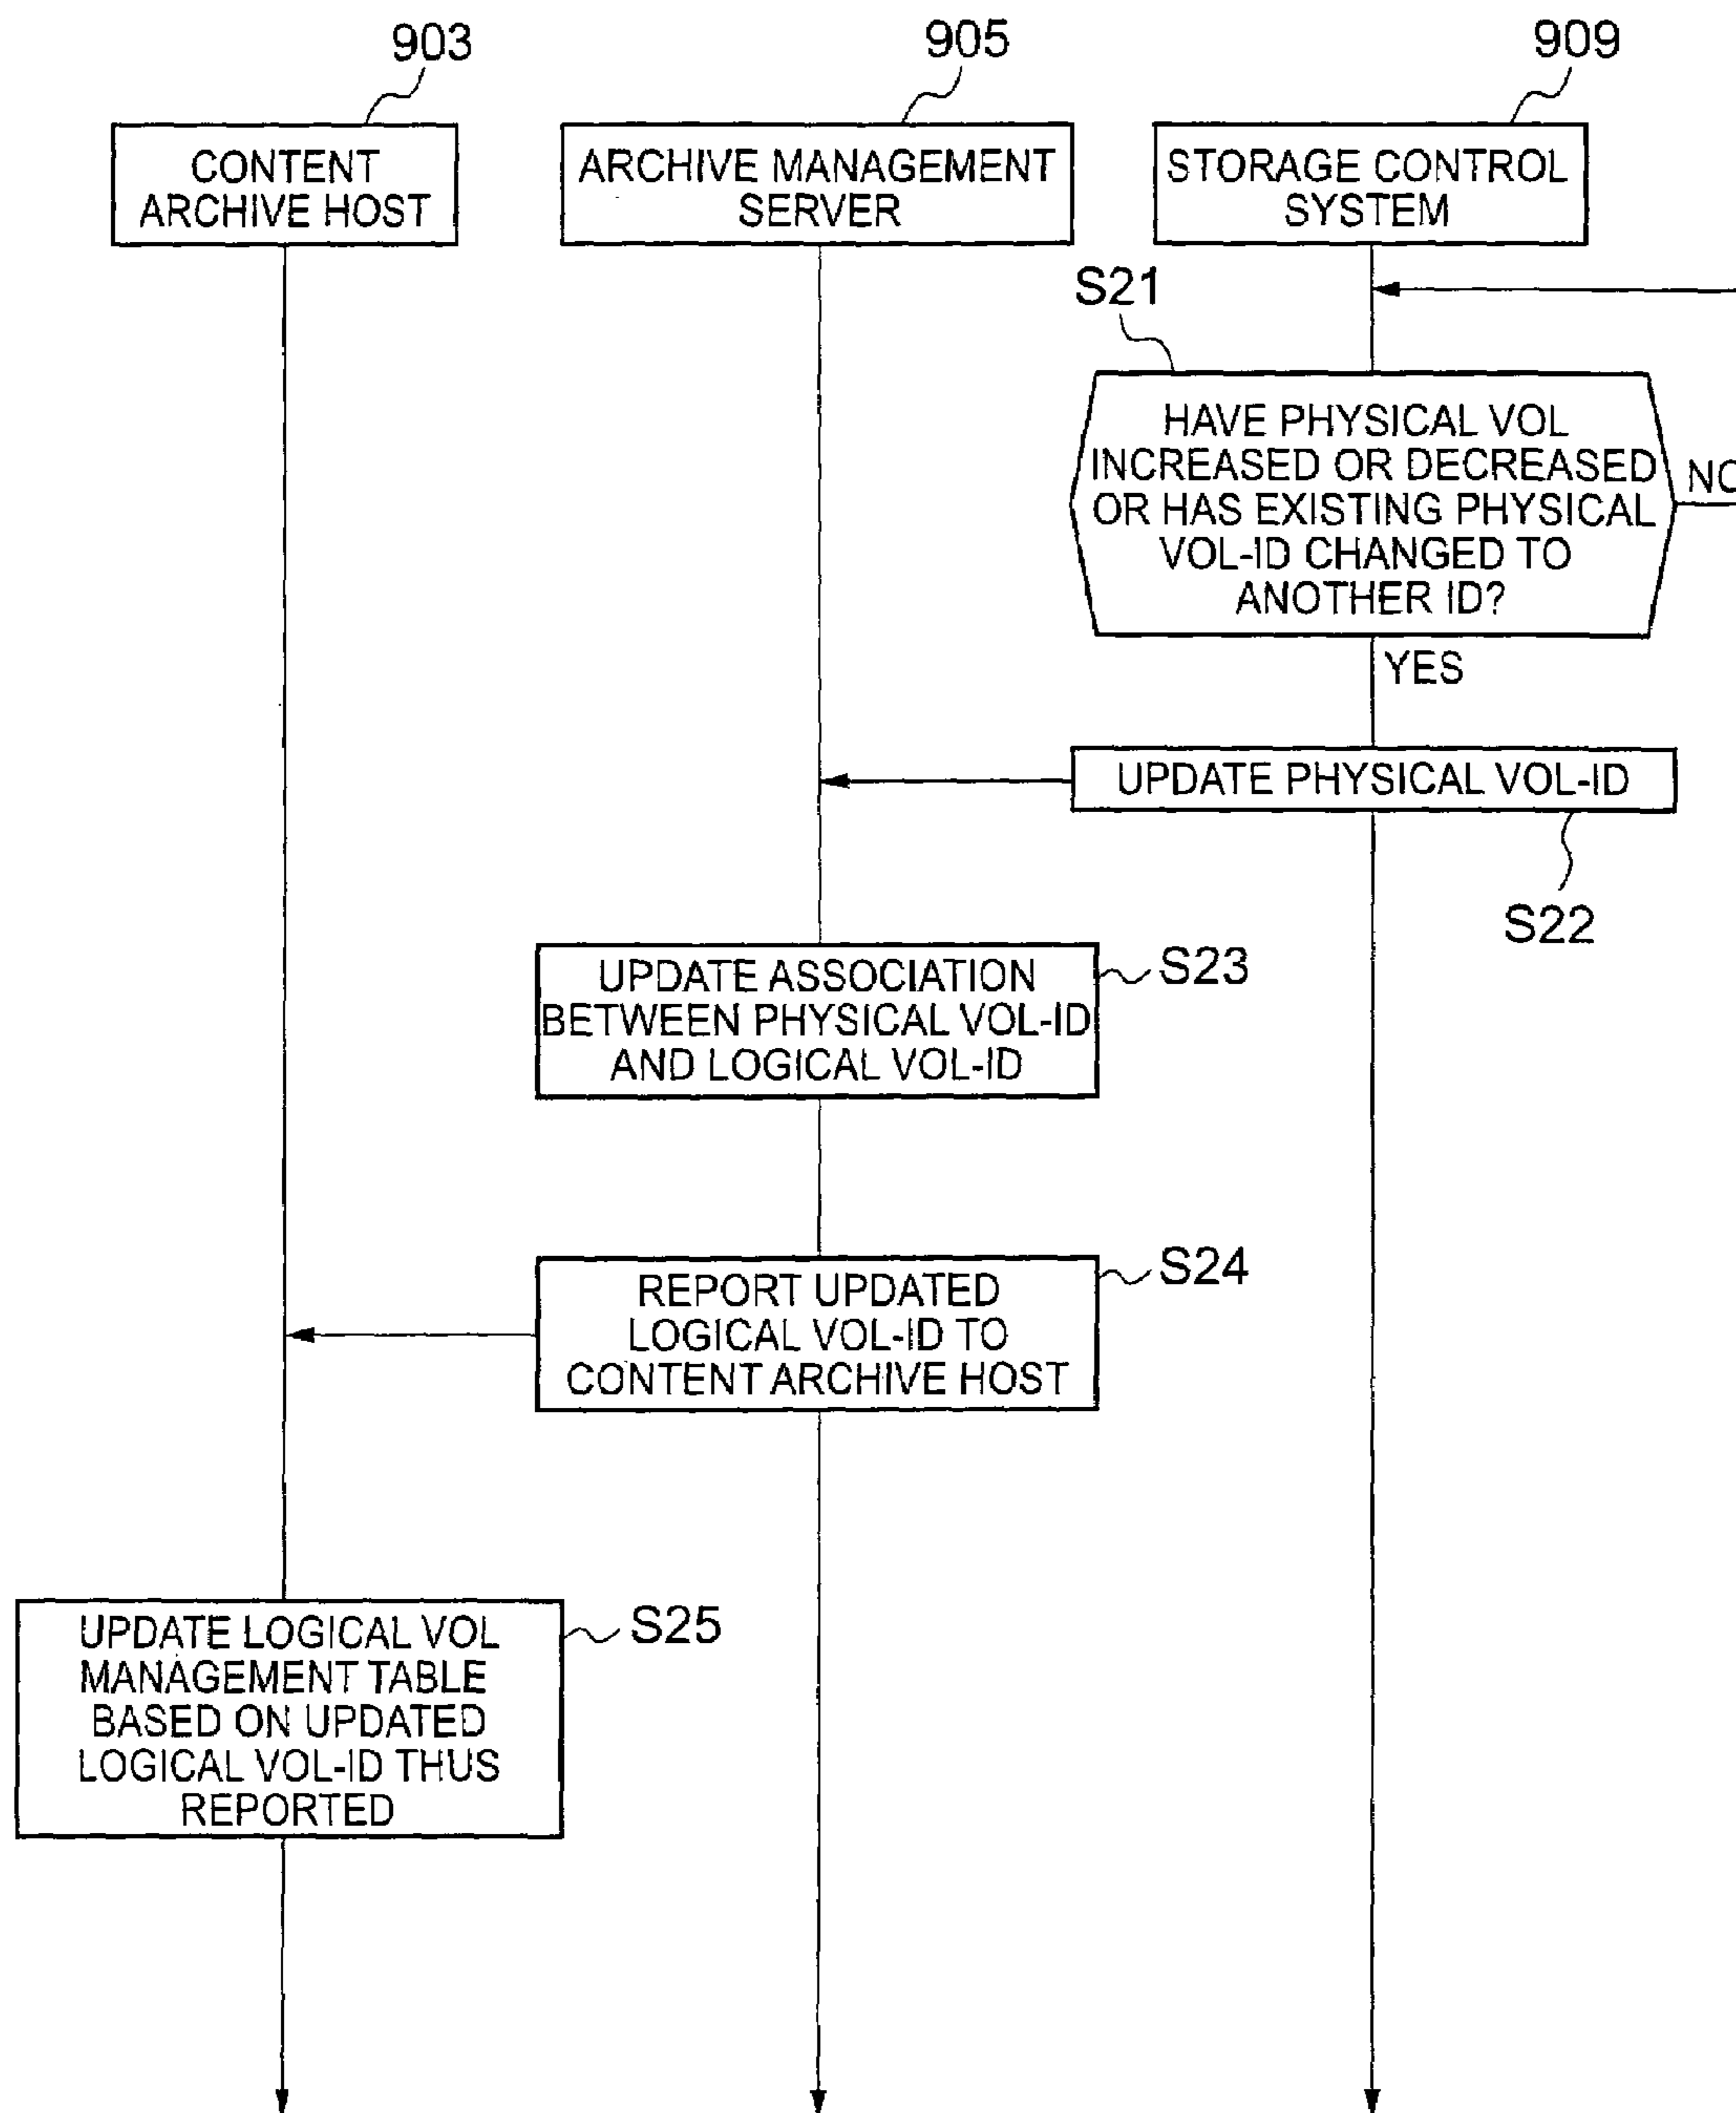 903
905
909
CONTENT
ARCHIVE HOST
ARCHIVE MANAGEMENT
SERVER
STORAGE CONTROL
SYSTEM
S21
HAVE PHYSICAL VOL
INCREASED OR DECREASED
OR HAS EXISTING PHYSICAL
VOL-ID CHANGED TO
ANOTHER ID?
NO
YES
UPDATE PHYSICAL VOL-ID
S22
UPDATE ASSOCIATION
BETWEEN PHYSICAL VOL-ID
AND LOGICAL VOL-ID
S23
REPORT UPDATED
LOGICAL VOL-ID TO
CONTENT ARCHIVE HOST
S24
UPDATE LOGICAL VOL
MANAGEMENT TABLE
BASED ON UPDATED
LOGICAL VOL-ID THUS
REPORTED
S25